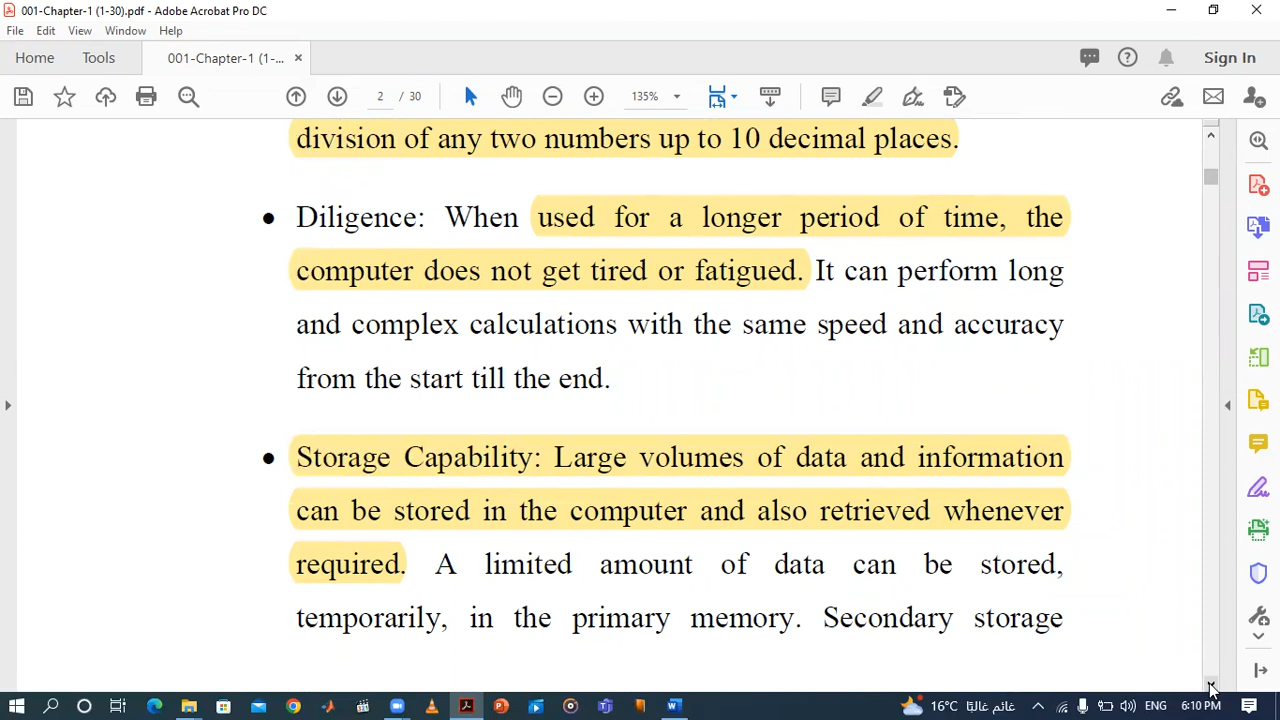 001-Chapter-1 (1-30).pdf - Adobe Acrobat Pro DC
File Edit View Window Help
Home Tools 001-Chapter-1 (1-... × Sign In
2 / 30 135%
division of any two numbers up to 10 decimal places.
• Diligence: When used for a longer period of time, the
computer does not get tired or fatigued. It can perform long
and complex calculations with the same speed and accuracy
from the start till the end.
• Storage Capability: Large volumes of data and information
can be stored in the computer and also retrieved whenever
required. A limited amount of data can be stored,
temporarily, in the primary memory. Secondary storage
16°C غائم غالبًا ENG 6:10 PM